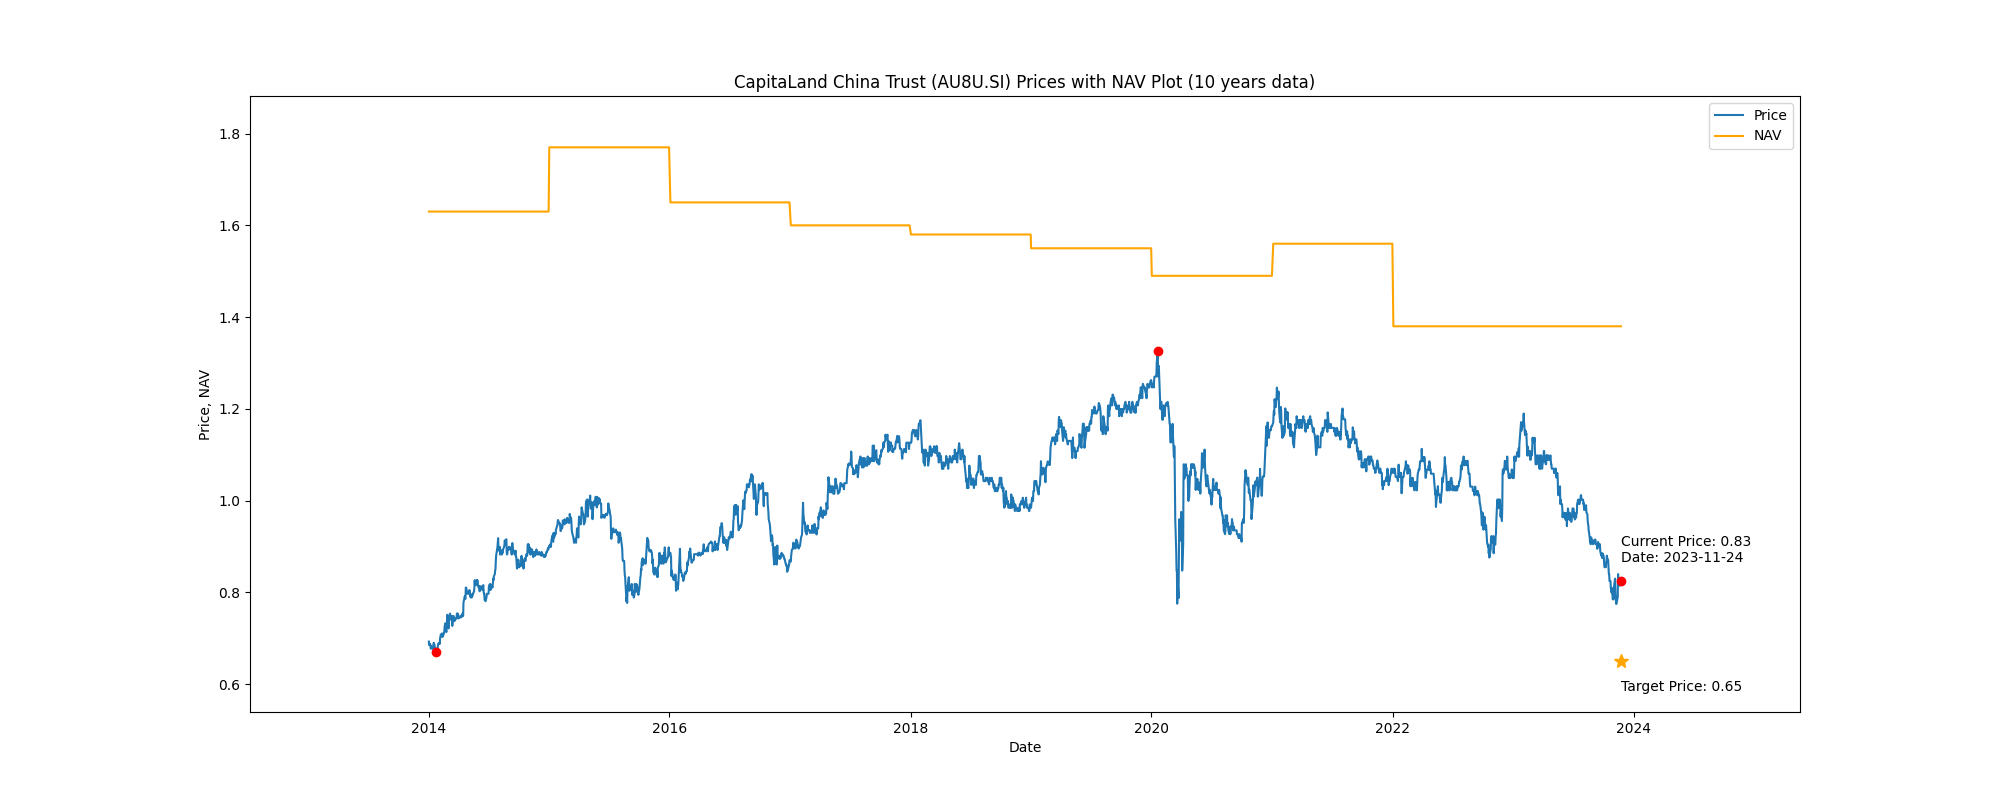 CapitaLand China Trust (AU8U.SI) Prices with NAV Plot (10 years data)
Price
NAV
1.8
1.6
1.4
1.2
1.0
0.8
0.6
Price, NAV
Current Price: 0.83
Date: 2023-11-24
Target Price: 0.65
2014
2016
2018
2020
2022
2024
Date